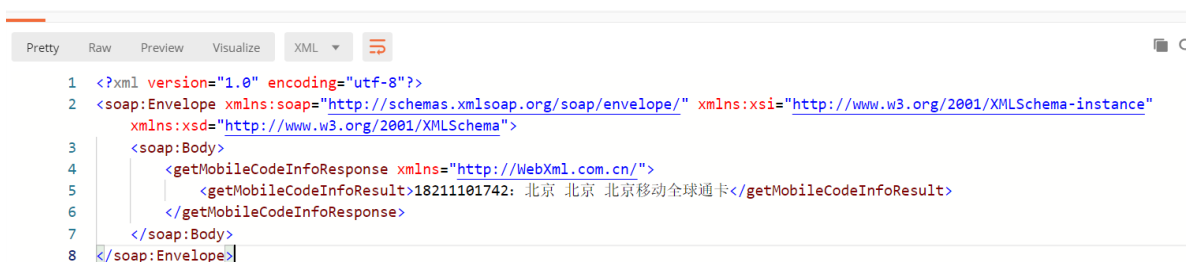 Pretty Raw Preview Visualize XML
1 <?xml version="1.0" encoding="utf-8"?>
2 <soap:Envelope xmlns:soap="http://schemas.xmlsoap.org/soap/envelope/" xmlns:xsi="http://www.w3.org/2001/XMLSchema-instance"
xmlns:xsd="http://www.w3.org/2001/XMLSchema">
3 <soap:Body>
4 <getMobileCodeInfoResponse xmlns="http://WebXml.com.cn/">
5 <getMobileCodeInfoResult>18211101742：北京 北京 北京移动全球通卡</getMobileCodeInfoResult>
6 </getMobileCodeInfoResponse>
7 </soap:Body>
8 </soap:Envelope>